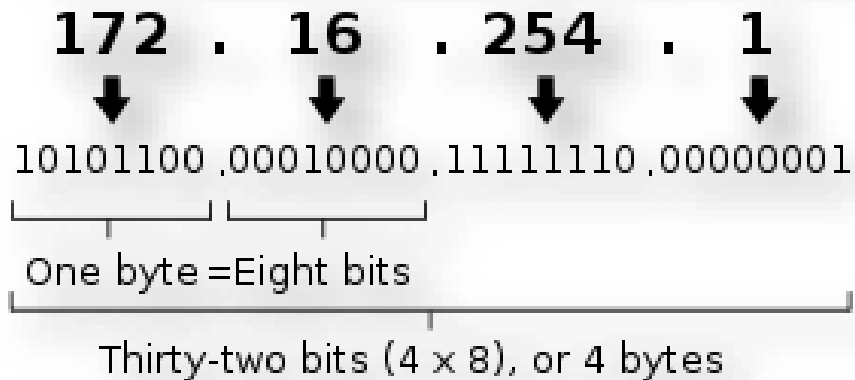 172 . 16 . 254 . 1
10101100 .00010000 .11111110 .00000001
One byte =Eight bits
Thirty-two bits (4 x 8), or 4 bytes